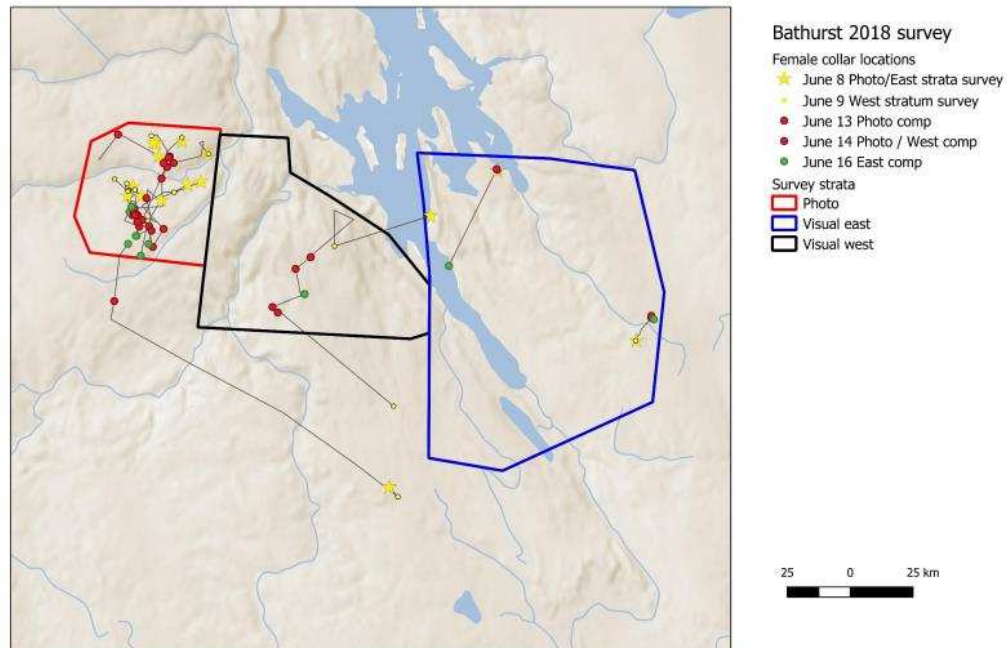 Bathurst 2018 survey
Female collar locations
June 8 Photo/East strata survey
June 9 West stratum survey
June 13 Photo comp
June 14 Photo / West comp
June 16 East comp
Survey strata
Photo
Visual east
Visual west
25 0 25 km